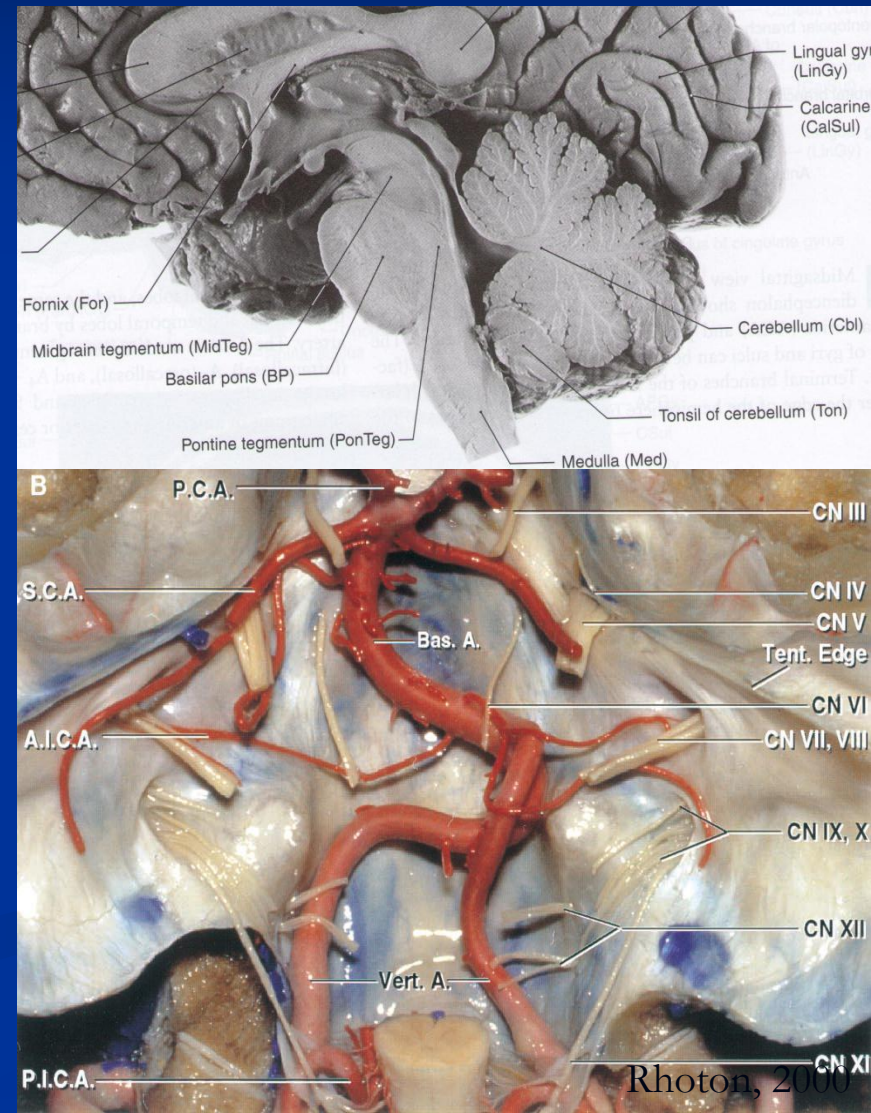 Lingual gyr
(LinGy)
Calcarine
(CalSul)
Fornix (For)
Midbrain tegmentum (MidTeg)
Basilar pons (BP)
Pontine tegmentum (PonTeg)
Cerebellum (Cbl)
Tonsil of cerebellum (Ton)
Medulla (Med)
B
P.C.A.
CN III
S.C.A.
CN IV
CN V
Bas. A.
Tent. Edge
CN VI
A.I.C.A.
CN VII, VIII
CN IX, X
CN XII
Vert. A.
P.I.C.A.
CN XI
Rhoton, 2000